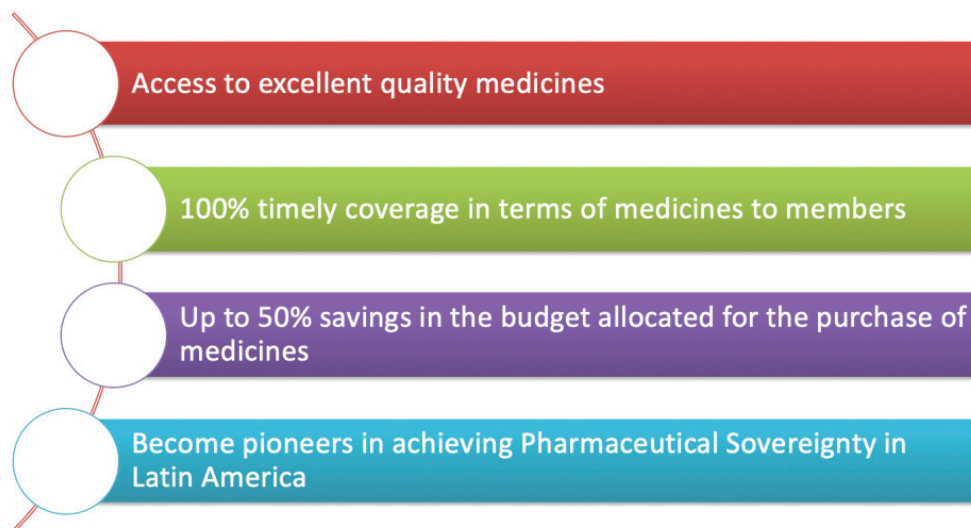 Access to excellent quality medicines
100% timely coverage in terms of medicines to members
Up to 50% savings in the budget allocated for the purchase of
medicines
Become pioneers in achieving Pharmaceutical Sovereignty in
Latin America